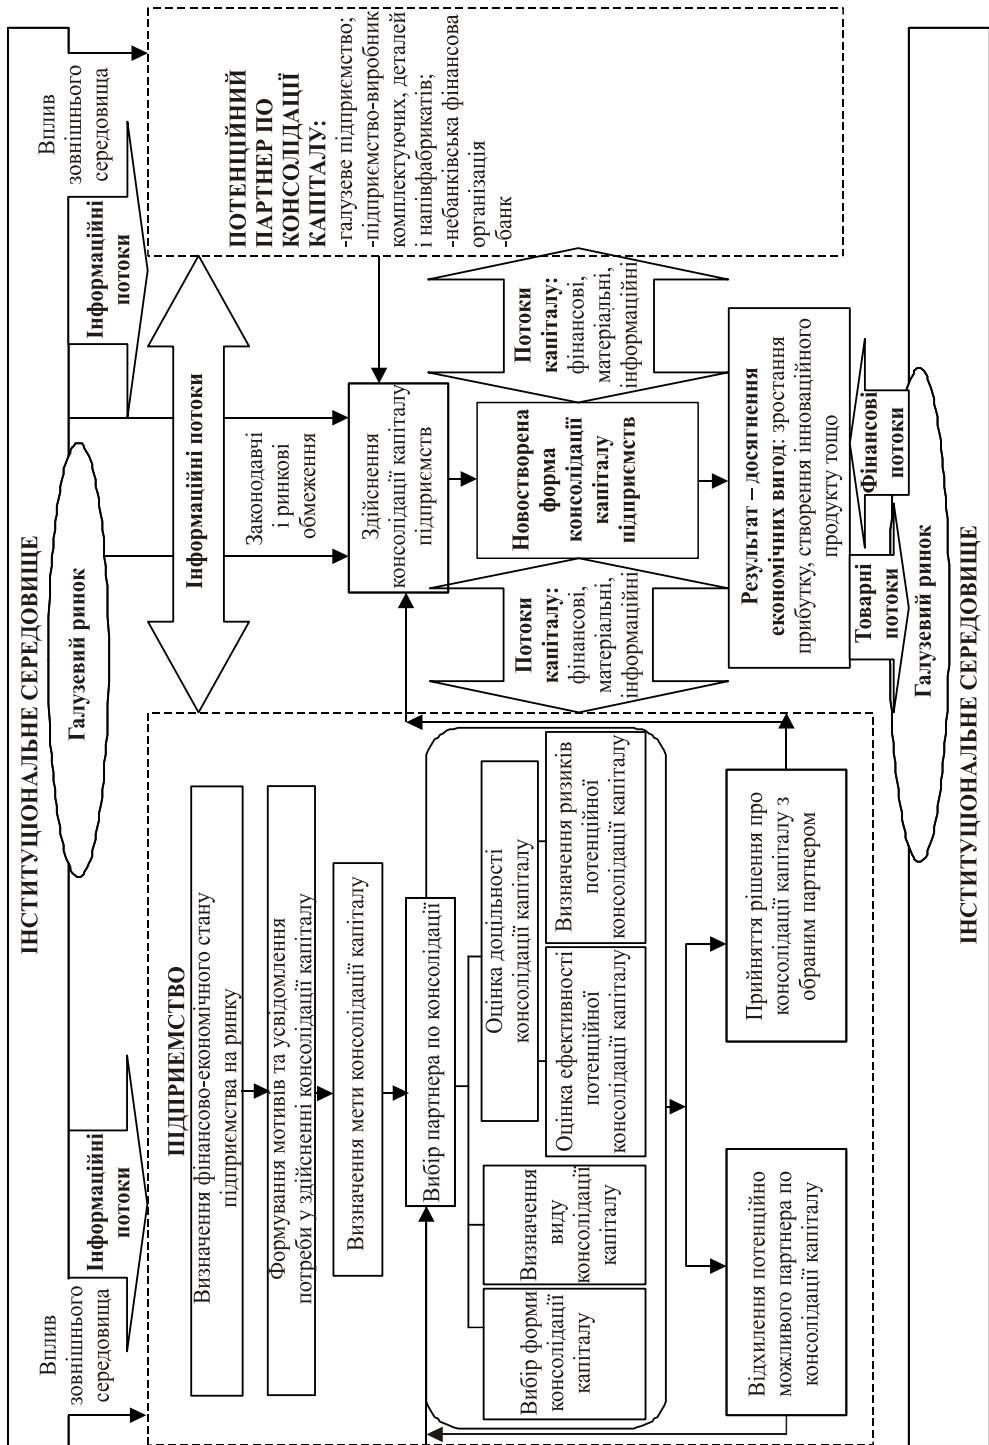 ІНСТИТУЦІОНАЛЬНЕ СЕРЕДОВИЩЕ
Галузевий ринок
Вплив
зовнішнього
середовища
Інформаційні
потоки
Інформаційні
потоки
Вплив
зовнішнього
середовища
ПІДПРИЄМСТВО
Визначення фінансово-економічного стану
підприємства на ринку
Формування мотивів та усвідомлення
потреби у здійсненні консолідації капіталу
Визначення мети консолідації капіталу
Вибір партнера по консолідації
Вибір форми
консолідації
капіталу
Визначення
виду
консолідації
капіталу
Оцінка доцільності
консолідації капіталу
Оцінка ефективності
потенційної
консолідації капіталу
Визначення ризиків
потенційної
консолідації капіталу
Відхилення потенційно
можливого партнера по
консолідації капіталу
Прийняття рішення про
консолідації капіталу з
обраним партнером
Інформаційні потоки
Законодавчі
і ринкові
обмеження
Здійснення
консолідації капіталу
підприємств
Потоки
капіталу:
фінансові,
матеріальні,
інформаційні
Новостворена
форма
консолідації
капіталу
підприємств
Потоки
капіталу:
фінансові,
матеріальні,
інформаційні
Результат – досягнення
економічних вигод: зростання
прибутку, створення інноваційного
продукту тощо
Товарні
потоки
Фінансові
потоки
ПОТЕНЦІЙНИЙ
ПАРТНЕР ПО
КОНСОЛІДАЦІЇ
КАПІТАЛУ:
-галузеве підприємство;
-підприємство-виробник
комплектуючих, деталей
і напівфабрикатів;
-небанківська фінансова
організація
-банк
Галузевий ринок
ІНСТИТУЦІОНАЛЬНЕ СЕРЕДОВИЩЕ